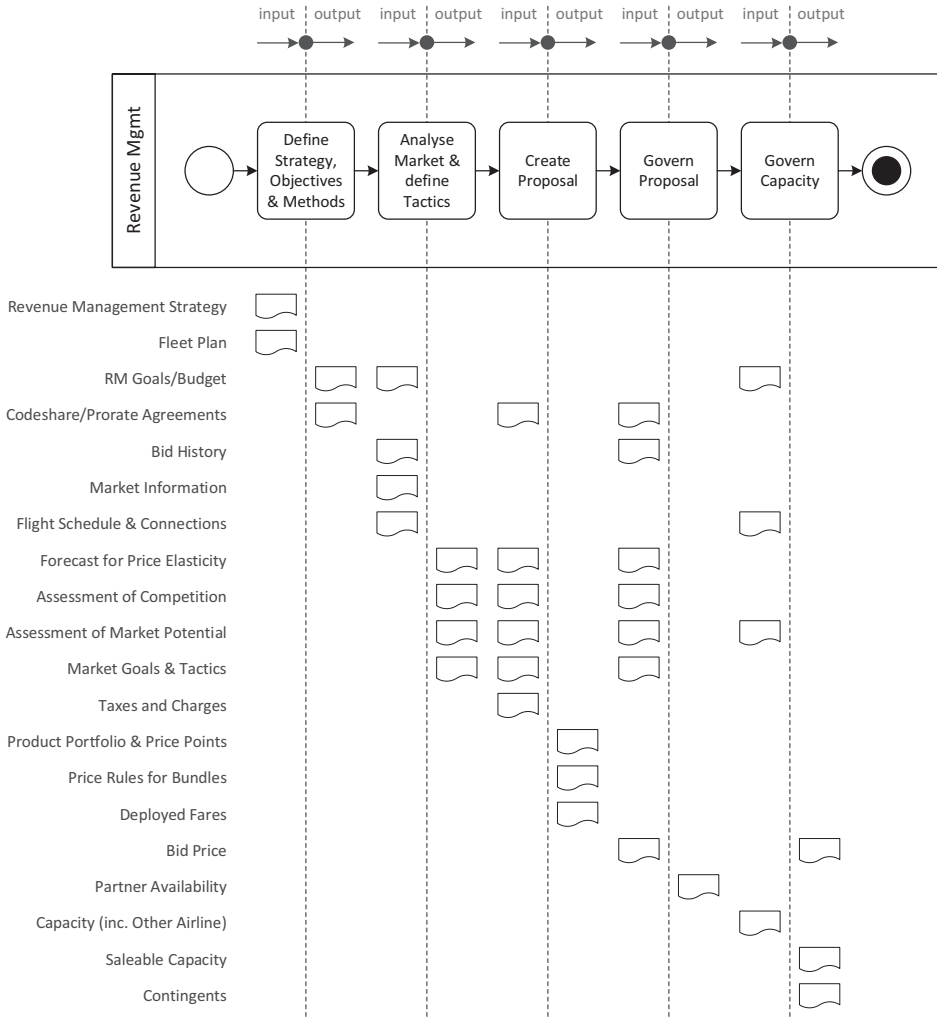 input output input output input output input output input output
Revenue Mgmt
Define
Strategy,
Objectives
& Methods
Analyse
Market &
define
Tactics
Create
Proposal
Govern
Proposal
Govern
Capacity
Revenue Management Strategy
Fleet Plan
RM Goals/Budget
Codeshare/Prorate Agreements
Bid History
Market Information
Flight Schedule & Connections
Forecast for Price Elasticity
Assessment of Competition
Assessment of Market Potential
Market Goals & Tactics
Taxes and Charges
Product Portfolio & Price Points
Price Rules for Bundles
Deployed Fares
Bid Price
Partner Availability
Capacity (inc. Other Airline)
Saleable Capacity
Contingents